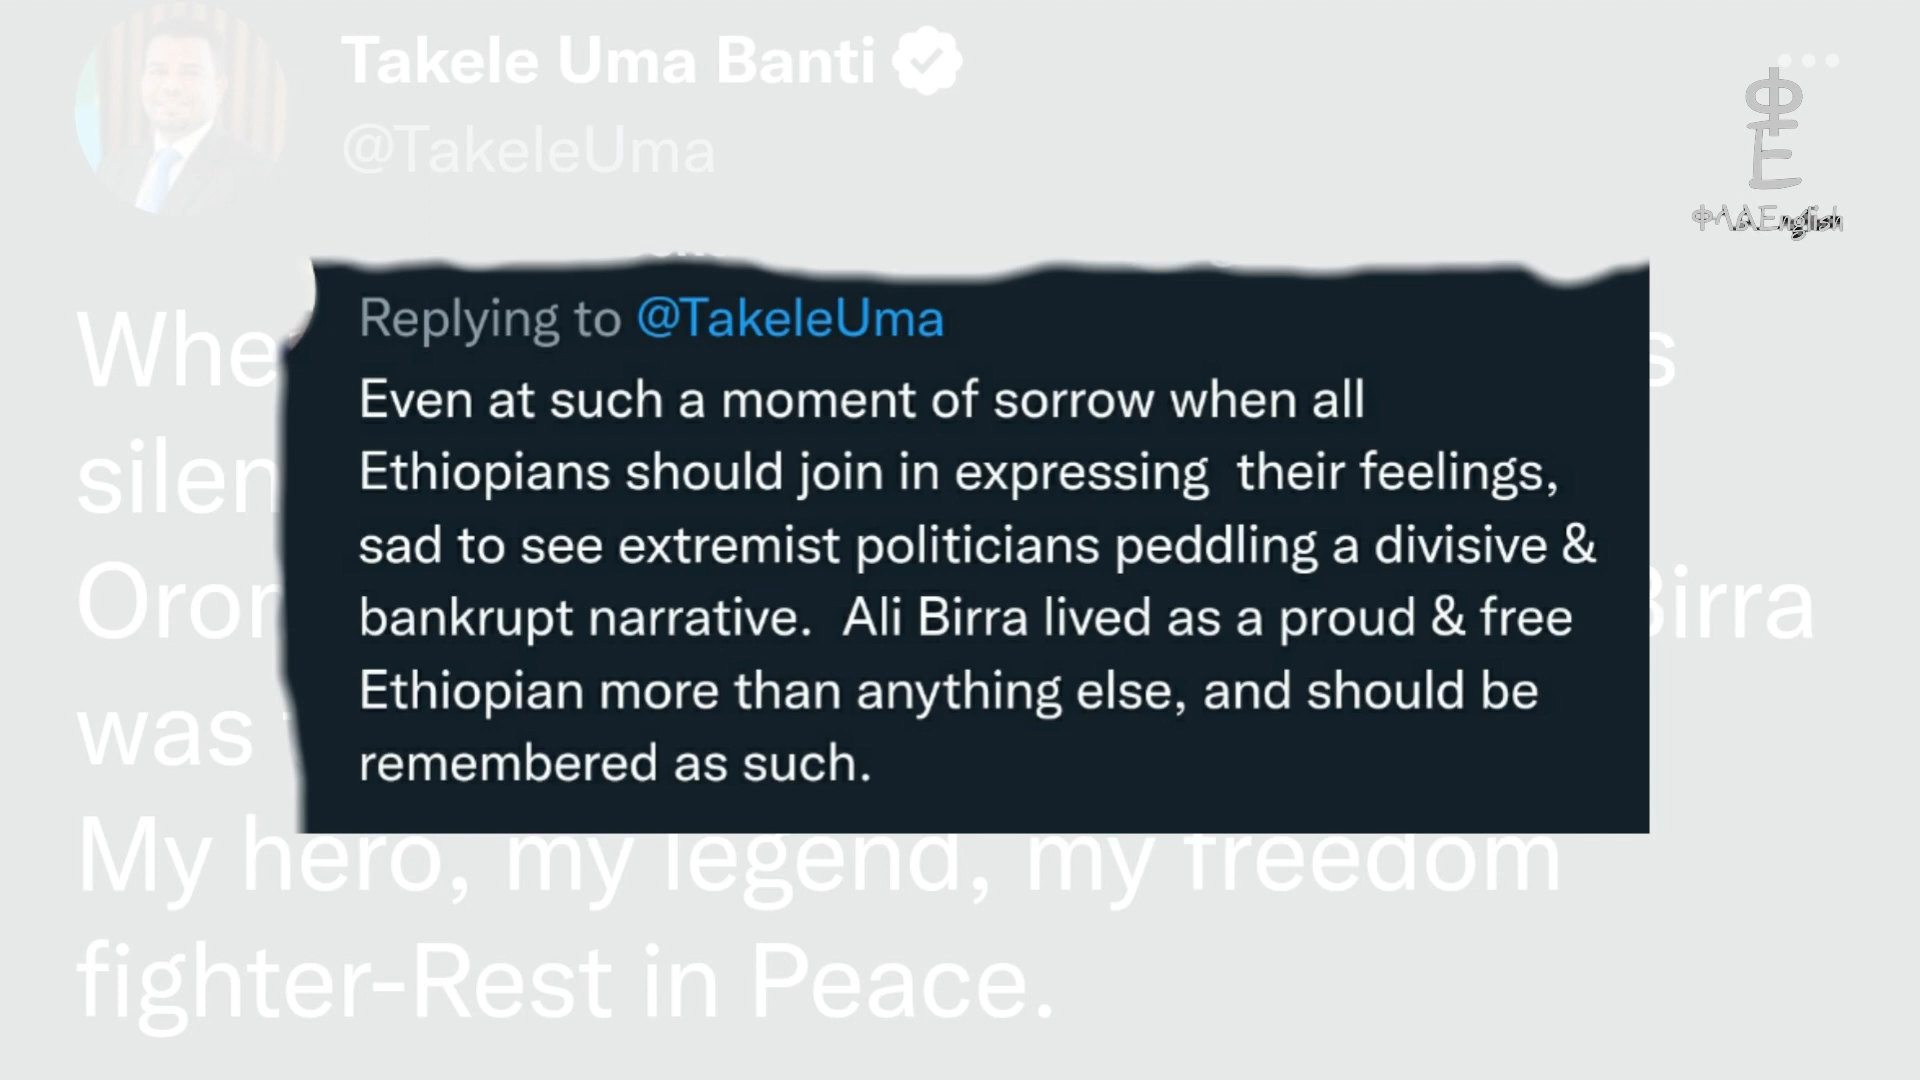 Takele Uma Banti
@TakeleUma
Replying to @TakeleUma
Even at such a moment of sorrow when all
Ethiopians should join in expressing  their feelings,
sad to see extremist politicians peddling a divisive &
bankrupt narrative.  Ali Birra lived as a proud & free
Ethiopian more than anything else, and should be
remembered as such.
Birra
was
My hero, my legend, my freedom
fighter-Rest in Peace.
English